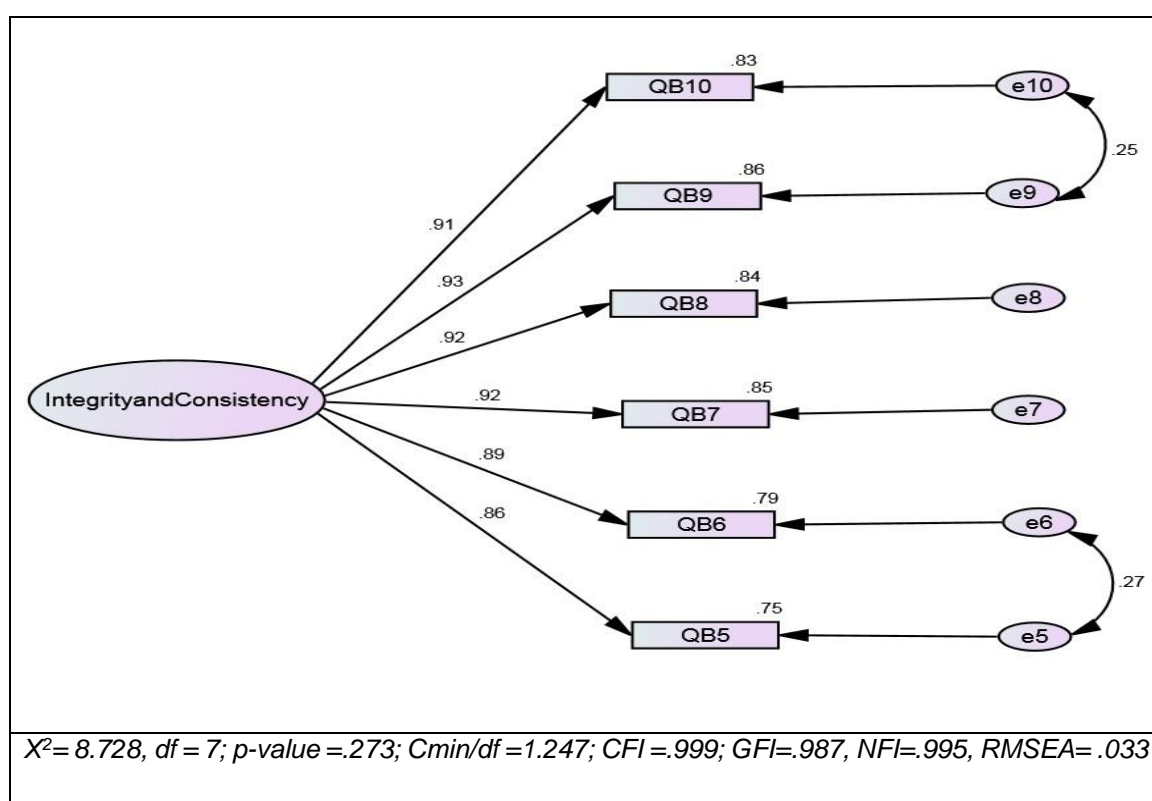 .83
QB10
e10
.25
.86
QB9
e9
.91
.93
.84
QB8
e8
.92
IntegrityandConsistency
.92
.85
QB7
e7
.89
.79
QB6
e6
.86
.27
.75
QB5
e5
X²= 8.728, df = 7; p-value =.273; Cmin/df =1.247; CFI =.999; GFI=.987, NFI=.995, RMSEA= .033